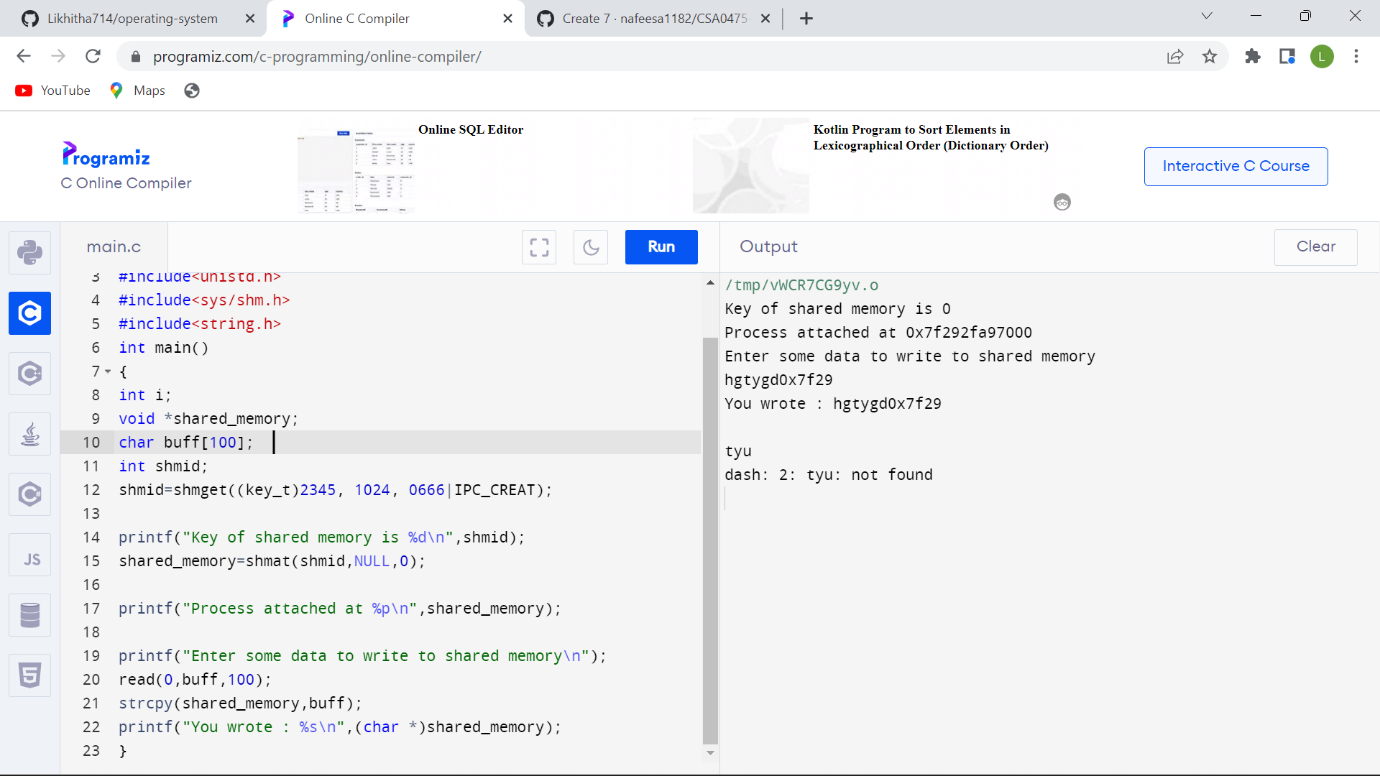 Likhitha714/operating-system
Online C Compiler
Create 7 · nafeesa1182/CSA0475
programiz.com/c-programming/online-compiler/
L
YouTube
Maps
Programiz
C Online Compiler
Online SQL Editor
Kotlin Program to Sort Elements in
Lexicographical Order (Dictionary Order)
Interactive C Course
main.c
Run
Output
Clear
JS
3 #include<unistd.h>
4 #include<sys/shm.h>
5 #include<string.h>
6 int main()
7 {
8 int i;
9 void *shared_memory;
10 char buff[100];
11 int shmid;
12 shmid=shmget((key_t)2345, 1024, 0666|IPC_CREAT);
13
14 printf("Key of shared memory is %d\n",shmid);
15 shared_memory=shmat(shmid,NULL,0);
16
17 printf("Process attached at %p\n",shared_memory);
18
19 printf("Enter some data to write to shared memory\n");
20 read(0,buff,100);
21 strcpy(shared_memory,buff);
22 printf("You wrote : %s\n",(char *)shared_memory);
23 }
/tmp/vWCR7CG9yv.o
Key of shared memory is 0
Process attached at 0x7f292fa97000
Enter some data to write to shared memory
hgtygd0x7f29
You wrote : hgtygd0x7f29
tyu
dash: 2: tyu: not found